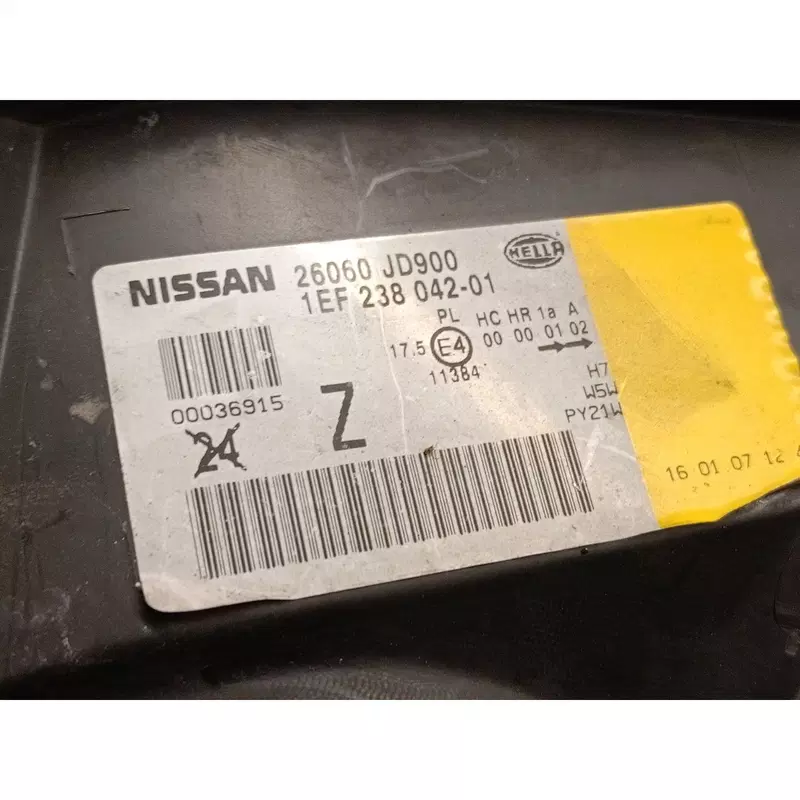 NISSAN 26060 JD900
1EF 238 042-01
HELLA
PL HC HR 1a A
17.5 E4 00 00 01 02
11384
00036915
24
Z
H7
W5W
PY21W
16 01 07 12